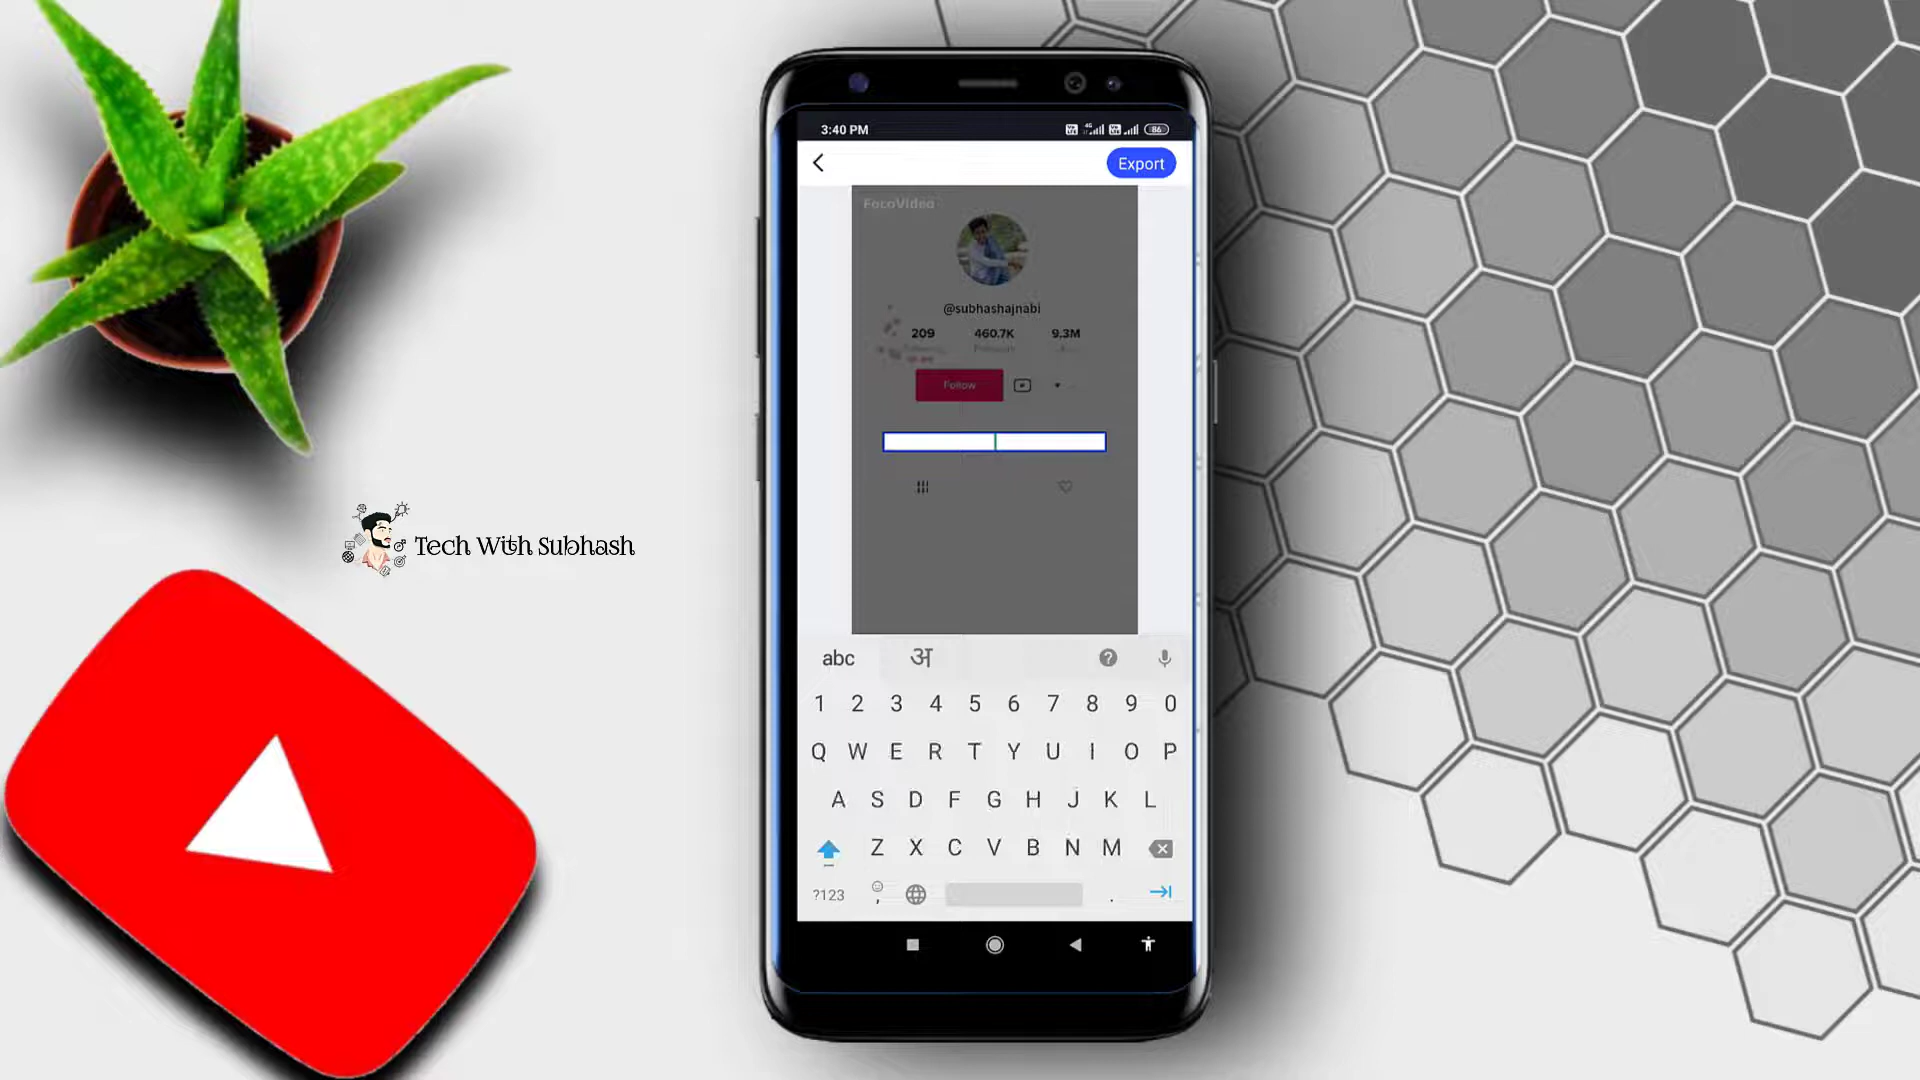 3:40 PM
86
Export
FocoVideo
@subhashajnabi
209 460.7K 9.3M
Follow
Tech With Subhash
abc अ
1 2 3 4 5 6 7 8 9 0
Q W E R T Y U I O P
A S D F G H J K L
Z X C V B N M
?123 , .